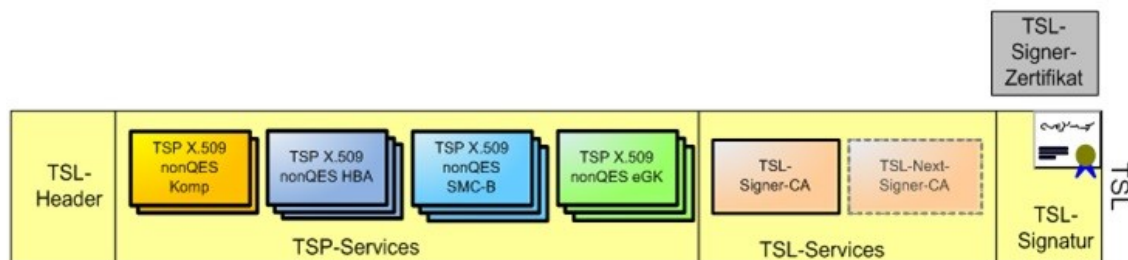 TSL-
Signer-
Zertifikat
TSL-
Header
TSP X.509
nonQES
Komp
TSP X.509
nonQES HBA
TSP X.509
nonQES
SMC-B
TSP X.509
nonQES eGK
TSP-Services
TSL-
Signer-CA
TSL-Next-
Signer-CA
TSL-Services
TSL-
Signatur
TSL